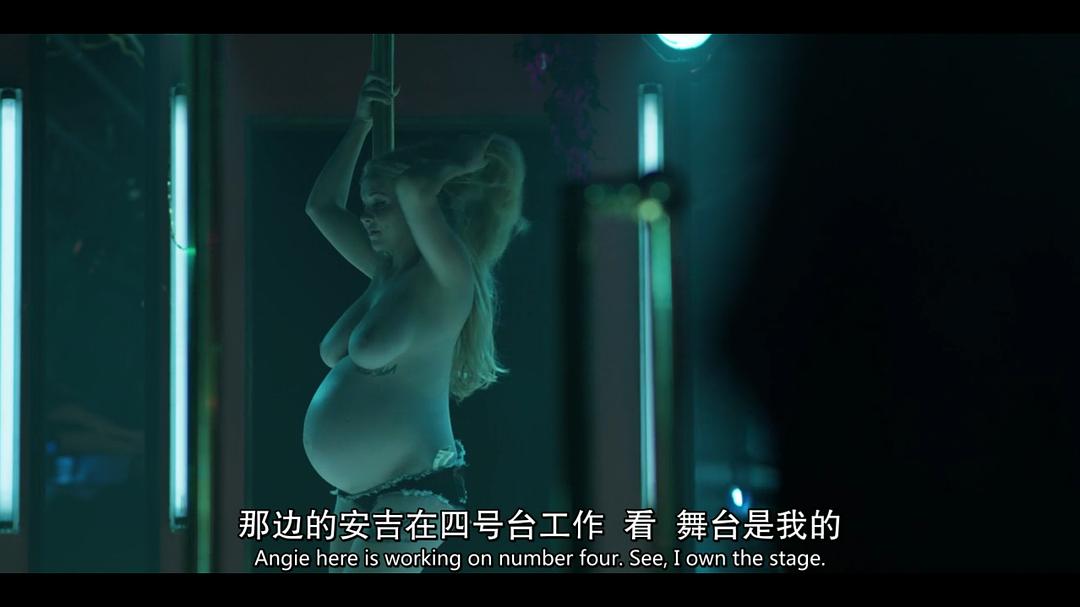 那边的安吉在四号台工作 看 舞台是我的
Angie here is working on number four. See, I own the stage.